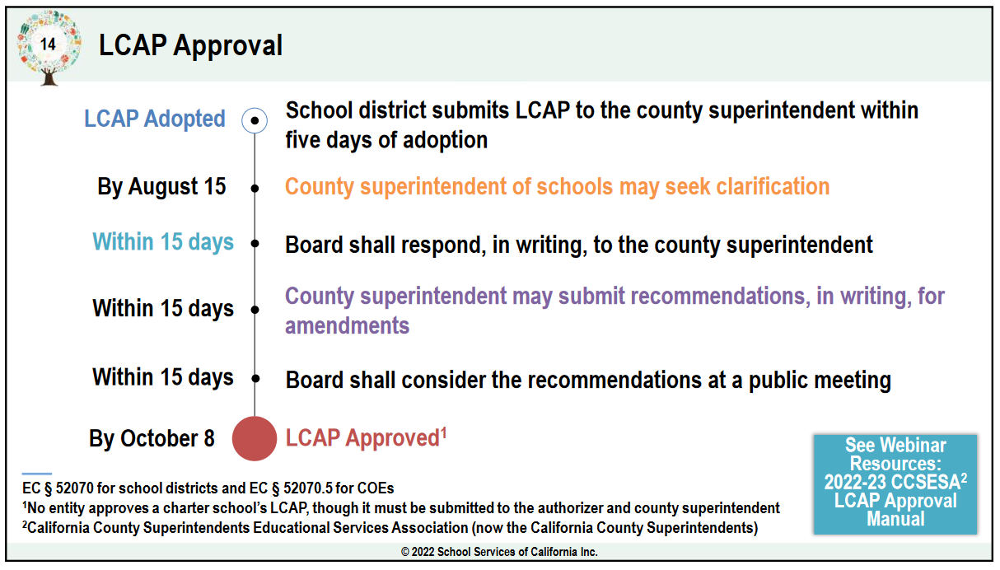 14
LCAP Approval
LCAP Adopted
School district submits LCAP to the county superintendent within
five days of adoption
By August 15
County superintendent of schools may seek clarification
Within 15 days
Board shall respond, in writing, to the county superintendent
Within 15 days
County superintendent may submit recommendations, in writing, for
amendments
Within 15 days
Board shall consider the recommendations at a public meeting
By October 8
LCAP Approved¹
See Webinar
Resources:
2022-23 CCSESA²
LCAP Approval
Manual
EC § 52070 for school districts and EC § 52070.5 for COEs
¹No entity approves a charter school's LCAP, though it must be submitted to the authorizer and county superintendent
²California County Superintendents Educational Services Association (now the California County Superintendents)
© 2022 School Services of California Inc.